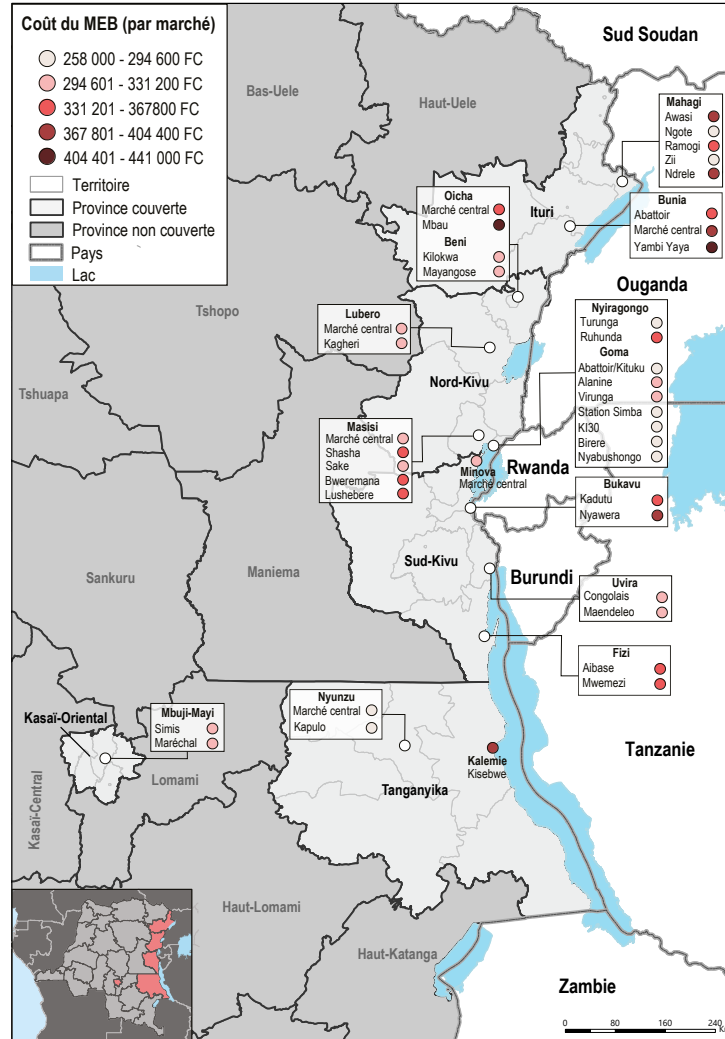 Coût du MEB (par marché)
258 000 - 294 600 FC
294 601 - 331 200 FC
331 201 - 367800 FC
367 801 - 404 400 FC
404 401 - 441 000 FC
Territoire
Province couverte
Province non couverte
Pays
Lac
Sud Soudan
Bas-Uele
Haut-Uele
Mahagi
Awasi
Ngote
Ramogi
Zii
Ndrele
Oicha
Marché central
Mbau
Beni
Kilokwa
Mayangose
Ituri
Bunia
Abattoir
Marché central
Yambi Yaya
Ouganda
Tshopo
Lubero
Marché central
Kagheri
Nyiragongo
Turunga
Ruhunda
Goma
Abattoir/Kituku
Alanine
Virunga
Station Simba
KI30
Birere
Nyabushongo
Tshuapa
Nord-Kivu
Masisi
Marché central
Shasha
Sake
Bweremana
Lushebere
Minova
Marché central
Rwanda
Bukavu
Kadutu
Nyawera
Sankuru
Maniema
Sud-Kivu
Burundi
Uvira
Congolais
Maendeleo
Fizi
Aibase
Mwemezi
Kasaï-Oriental
Mbuji-Mayi
Simis
Maréchal
Nyunzu
Marché central
Kapulo
Kalemie
Kisebwe
Tanzanie
Kasaï-Central
Lomami
Tanganyika
Haut-Lomami
Haut-Katanga
Zambie
0 80 160 240